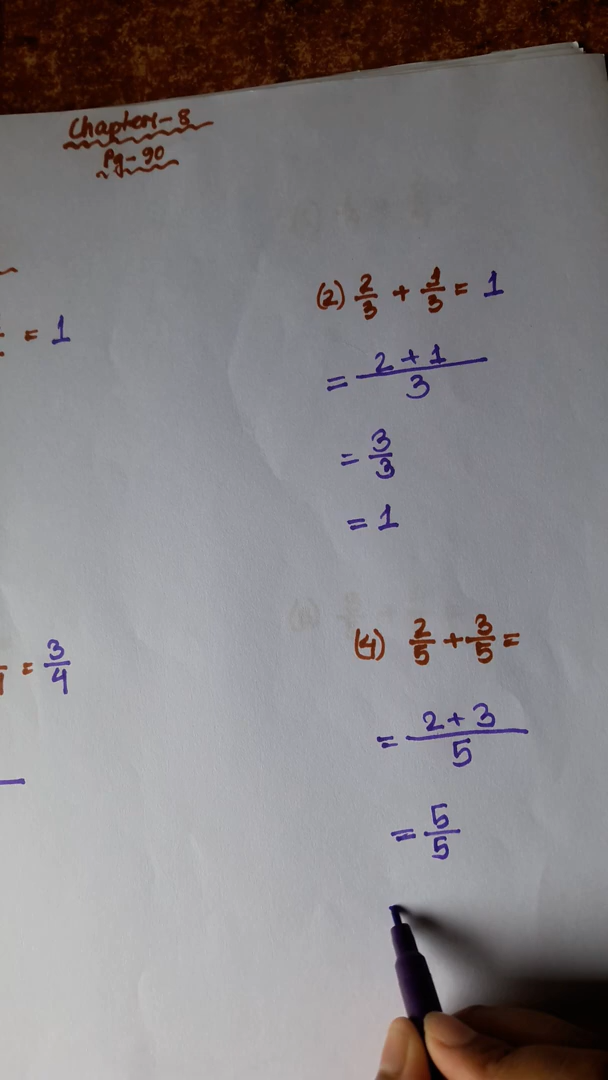 Chapter-8
Pg-90
= 1
(2) 2/3 + 1/3 = 1
= 2+1/3
= 3/3
= 1
= 3/4
(4) 2/5 + 3/5 =
= 2+3/5
= 5/5